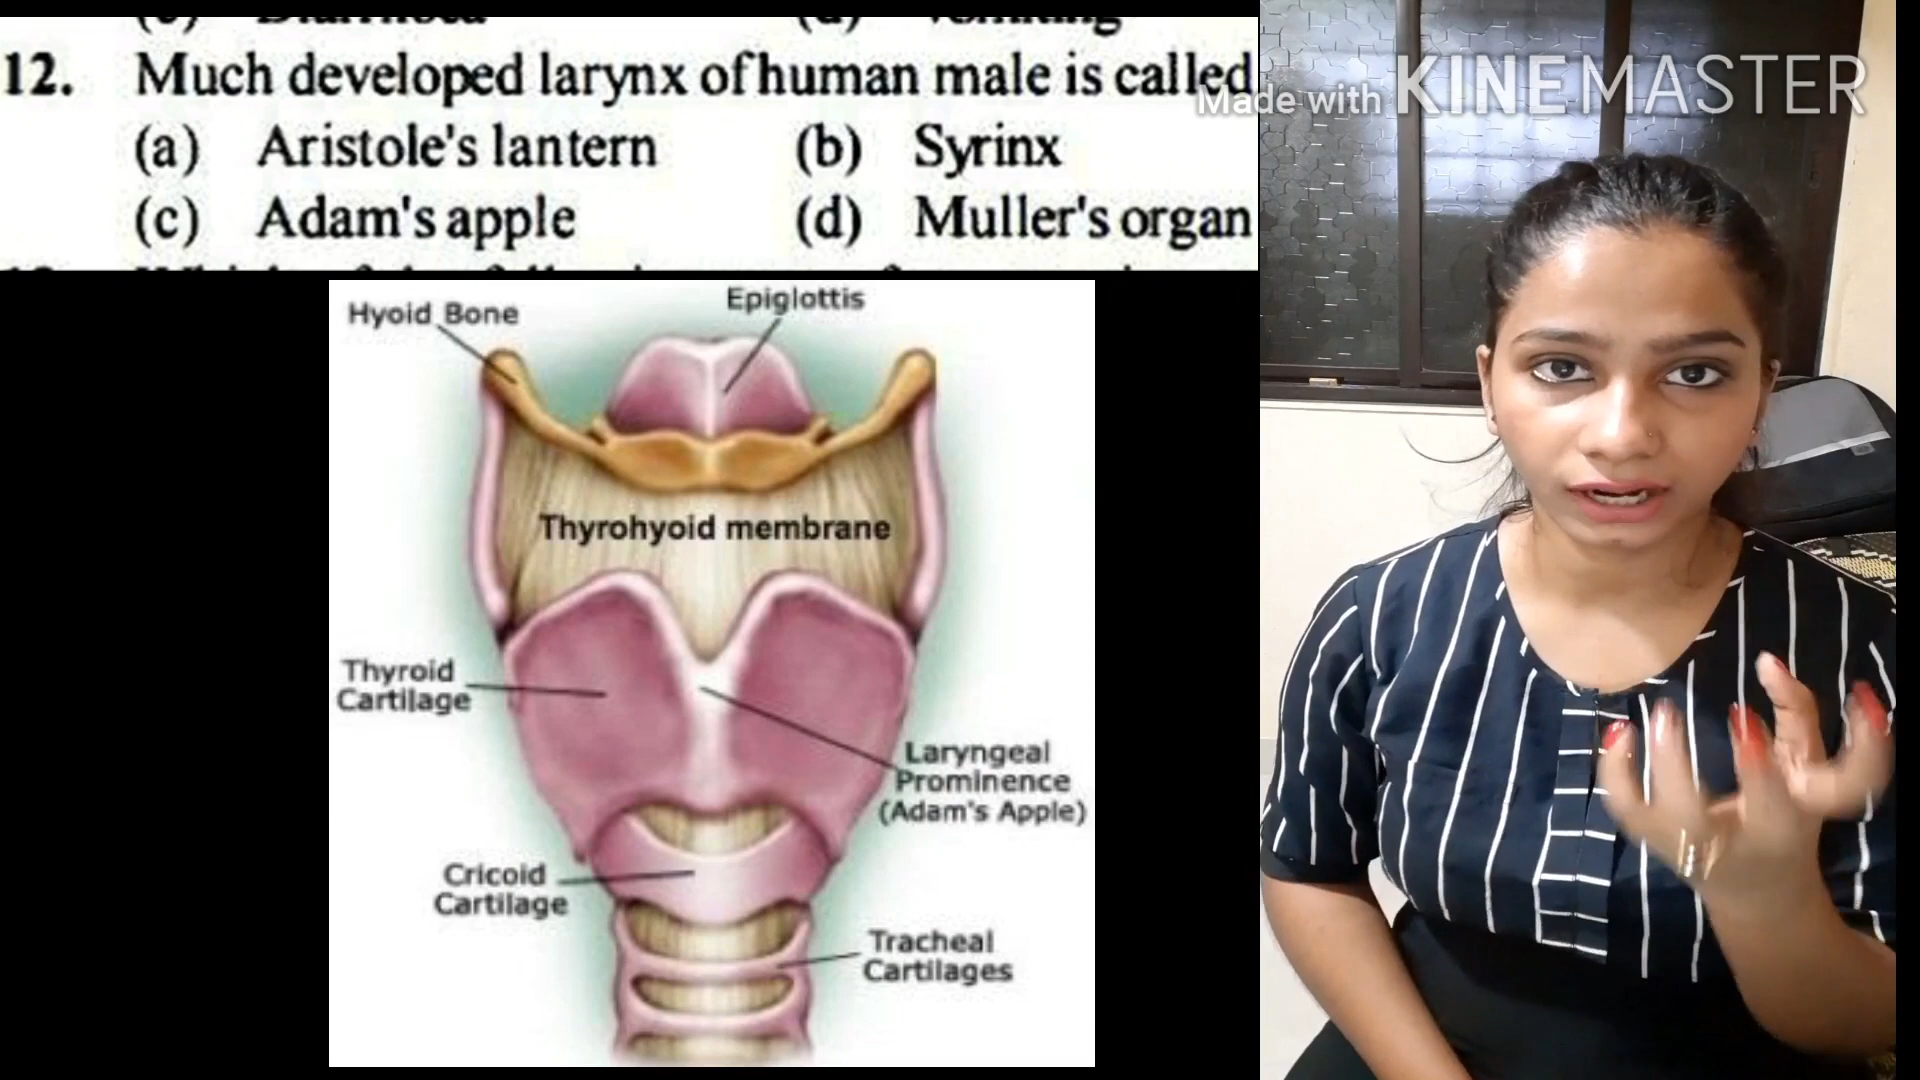 12. Much developed larynx of human male is called
(a) Aristole's lantern (b) Syrinx
(c) Adam's apple (d) Muller's organ
Made with KINEMASTER
Hyoid Bone
Epiglottis
Thyrohyoid membrane
Thyroid
Cartilage
Laryngeal
Prominence
(Adam's Apple)
Cricoid
Cartilage
Tracheal
Cartilages